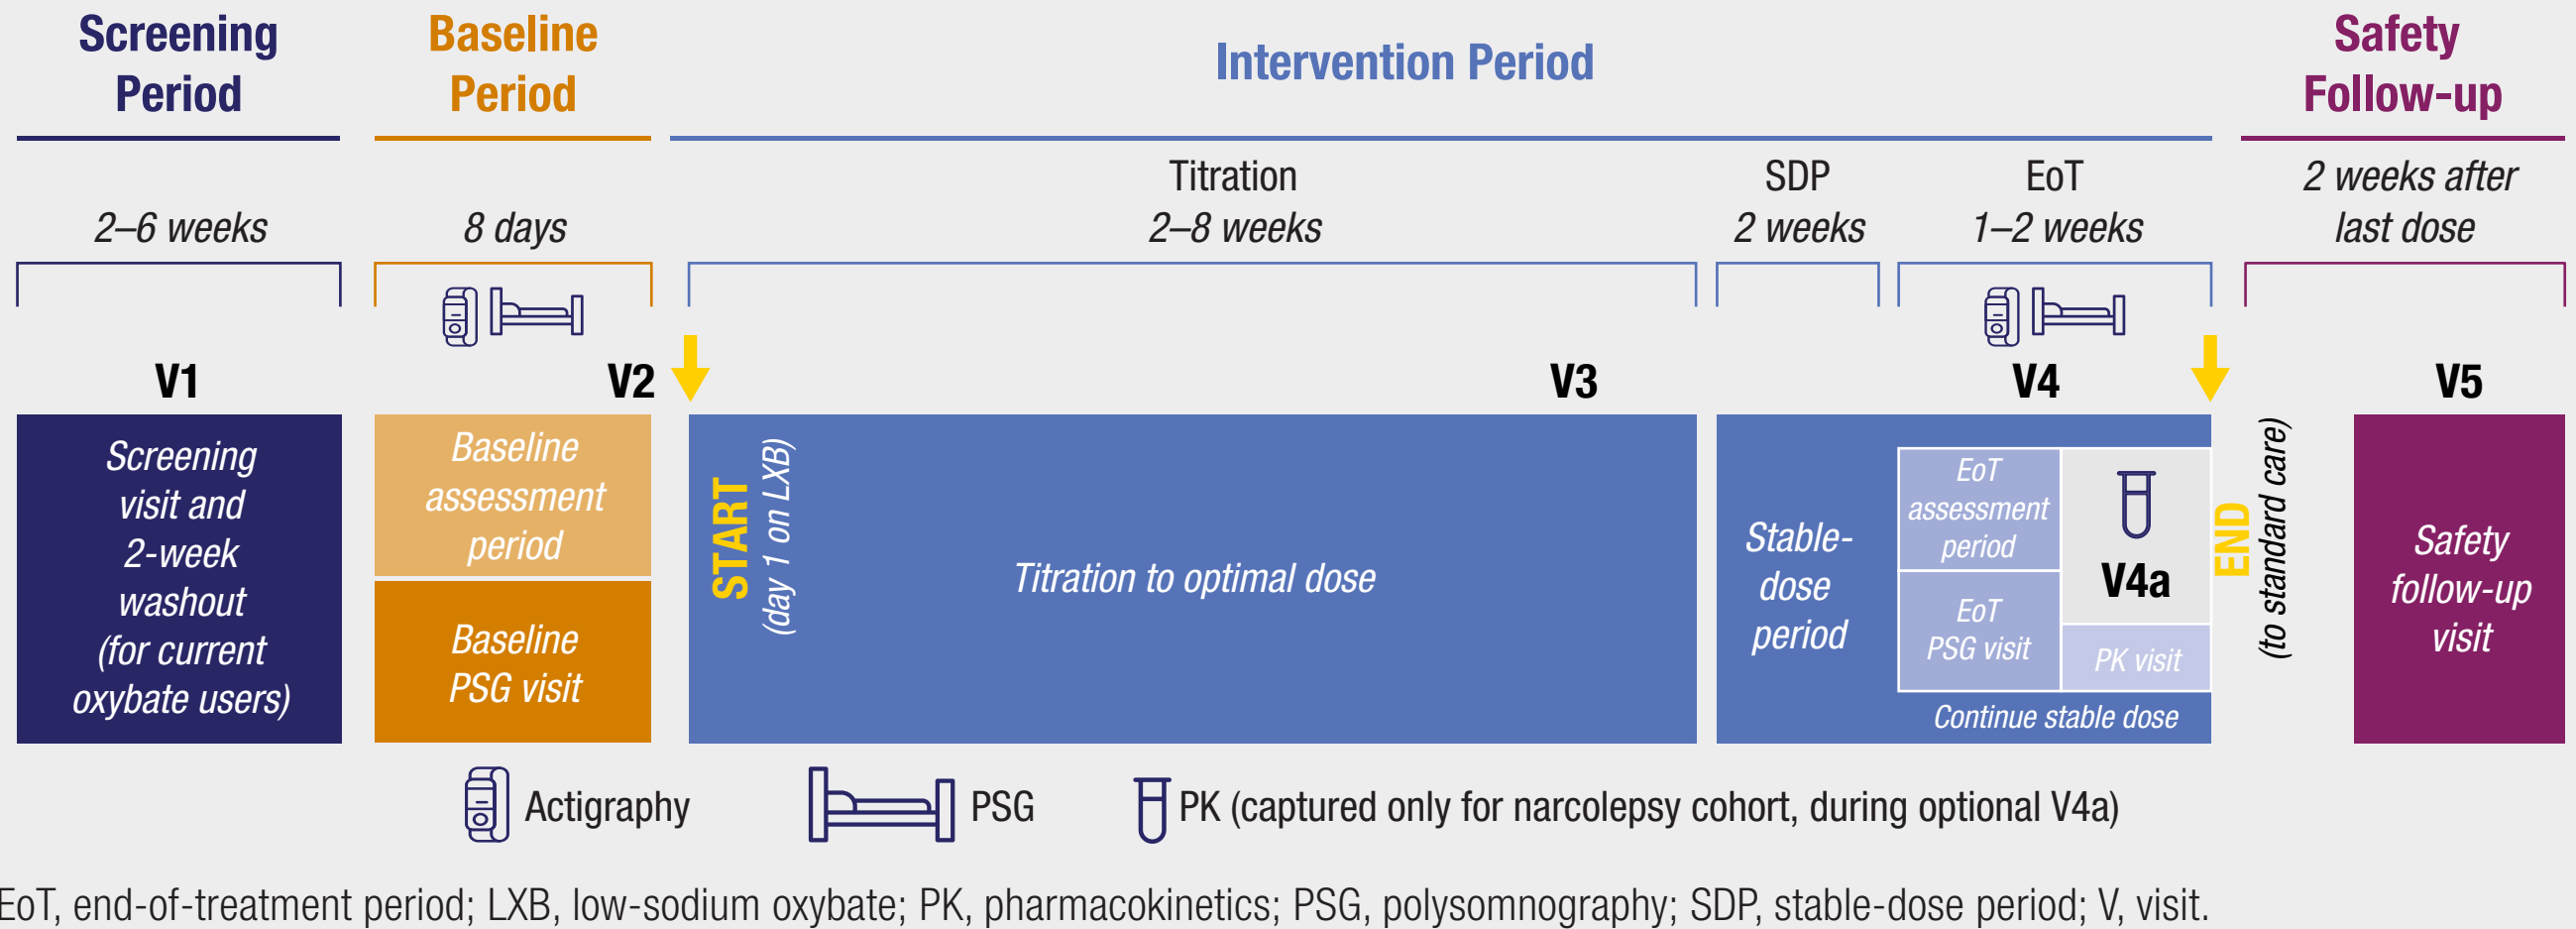 Screening
Period
Baseline
Period
Intervention Period
Safety
Follow-up
2–6 weeks
8 days
Titration
2–8 weeks
SDP
2 weeks
EoT
1–2 weeks
2 weeks after
last dose
V1
V2
V3
V4
V5
Screening
visit and
2-week
washout
(for current
oxybate users)
Baseline
assessment
period
Baseline
PSG visit
START
(day 1 on LXB)
Titration to optimal dose
Stable-
dose
period
EoT
assessment
period
EoT
PSG visit
V4a
PK visit
Continue stable dose
END
(to standard care)
Safety
follow-up
visit
Actigraphy
PSG
PK (captured only for narcolepsy cohort, during optional V4a)
EoT, end-of-treatment period; LXB, low-sodium oxybate; PK, pharmacokinetics; PSG, polysomnography; SDP, stable-dose period; V, visit.